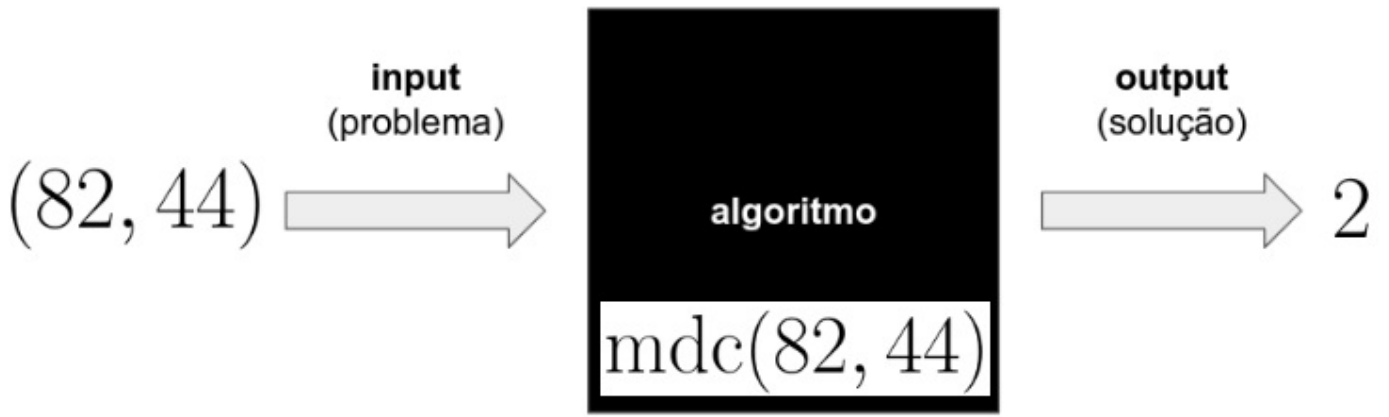 input
(problema)
(82, 44)
algoritmo
mdc(82, 44)
output
(solução)
2